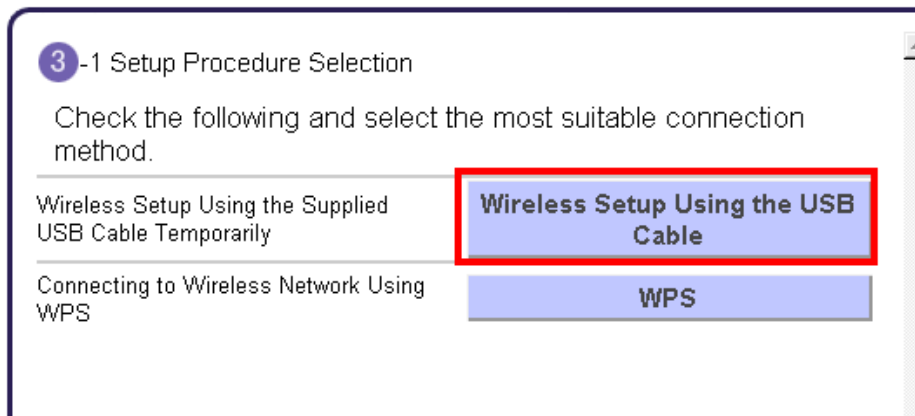 3-1 Setup Procedure Selection
Check the following and select the most suitable connection
method.
Wireless Setup Using the Supplied
USB Cable Temporarily
Wireless Setup Using the USB
Cable
Connecting to Wireless Network Using
WPS
WPS